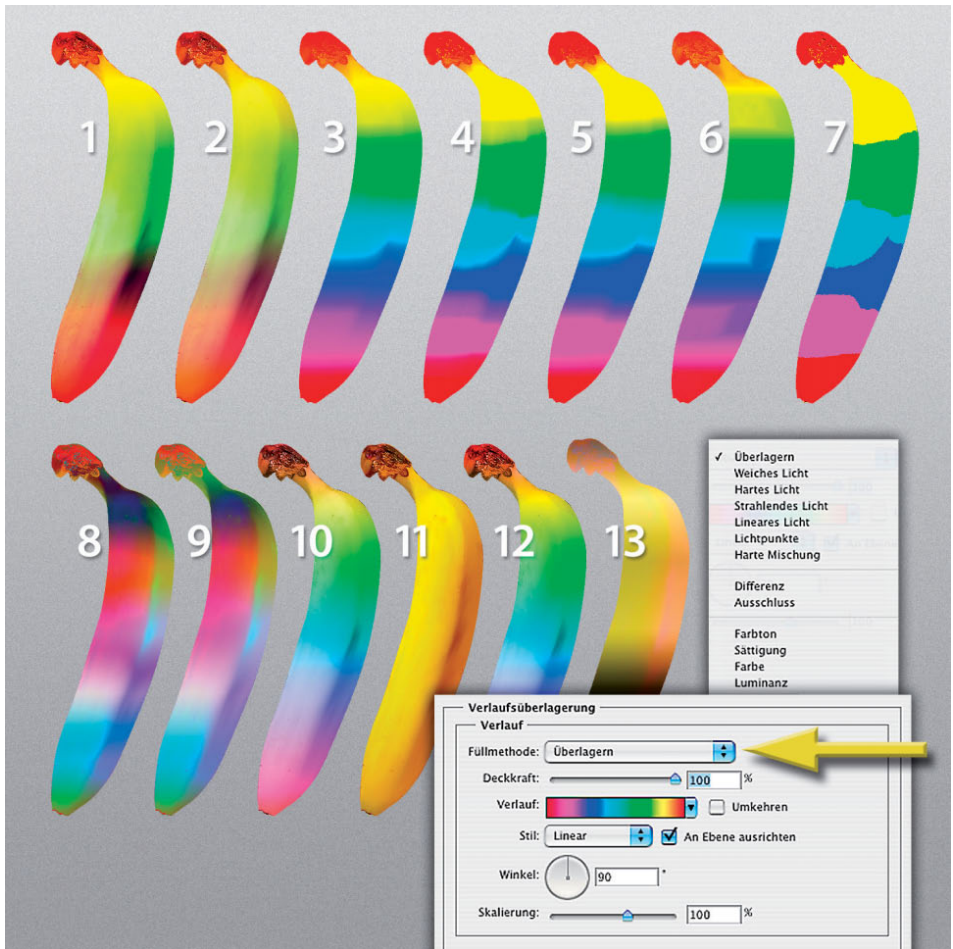 1 2 3 4 5 6 7
8 9 10 11 12 13
✓ Überlagern
Weiches Licht
Hartes Licht
Strahlendes Licht
Lineares Licht
Lichtpunkte
Harte Mischung
Differenz
Ausschluss
Farbton
Sättigung
Farbe
Luminanz
Verlaufsüberlagerung
Verlauf
Füllmethode: Überlagern
Deckkraft: 100 %
Verlauf: Umkehren
Stil: Linear An Ebene ausrichten
Winkel: 90 °
Skalierung: 100 %